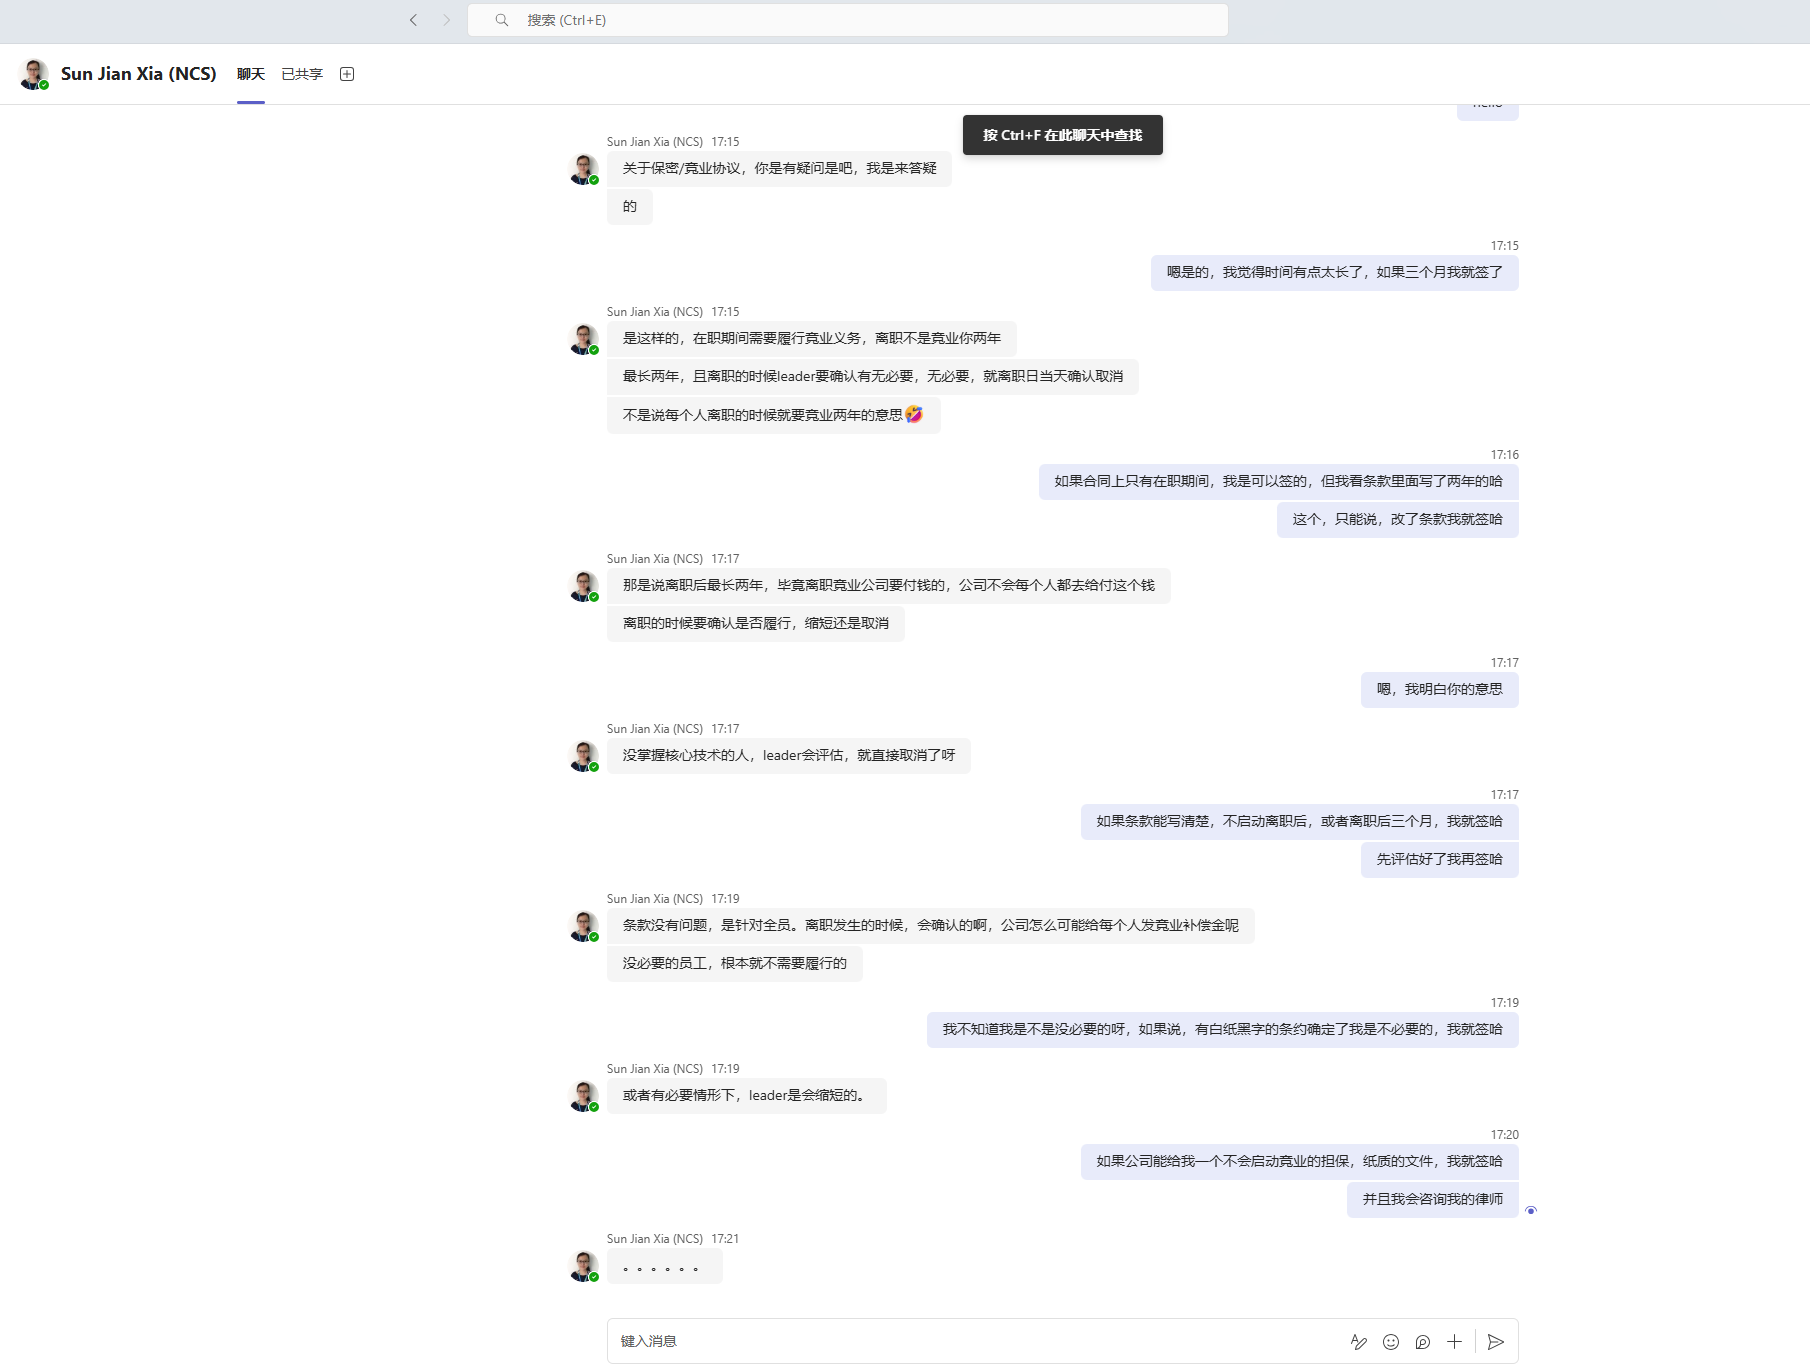 搜索 (Ctrl+E)
Sun Jian Xia (NCS) 聊天 已共享
hello
按 Ctrl+F 在此聊天中查找
Sun Jian Xia (NCS) 17:15
关于保密/竞业协议，你是有疑问是吧，我是来答疑
的
17:15
嗯是的，我觉得时间有点太长了，如果三个月我就签了
Sun Jian Xia (NCS) 17:15
是这样的，在职期间需要履行竞业义务，离职不是竞业你两年
最长两年，且离职的时候leader要确认有无必要，无必要，就离职日当天确认取消
不是说每个人离职的时候就要竞业两年的意思🤣
17:16
如果合同上只有在职期间，我是可以签的，但我看条款里面写了两年的哈
这个，只能说，改了条款我就签哈
Sun Jian Xia (NCS) 17:17
那是说离职后最长两年，毕竟离职竞业公司要付钱的，公司不会每个人都去给付这个钱
离职的时候要确认是否履行，缩短还是取消
17:17
嗯，我明白你的意思
Sun Jian Xia (NCS) 17:17
没掌握核心技术的人，leader会评估，就直接取消了呀
17:17
如果条款能写清楚，不启动离职后，或者离职后三个月，我就签哈
先评估好了我再签哈
Sun Jian Xia (NCS) 17:19
条款没有问题，是针对全员。离职发生的时候，会确认的啊，公司怎么可能给每个人发竞业补偿金呢
没必要的员工，根本就不需要履行的
17:19
我不知道我是不是没必要的呀，如果说，有白纸黑字的条约确定了我是不必要的，我就签哈
Sun Jian Xia (NCS) 17:19
或者有必要情形下，leader是会缩短的。
17:20
如果公司能给我一个不会启动竞业的担保，纸质的文件，我就签哈
并且我会咨询我的律师
Sun Jian Xia (NCS) 17:21
。。。。。。
键入消息